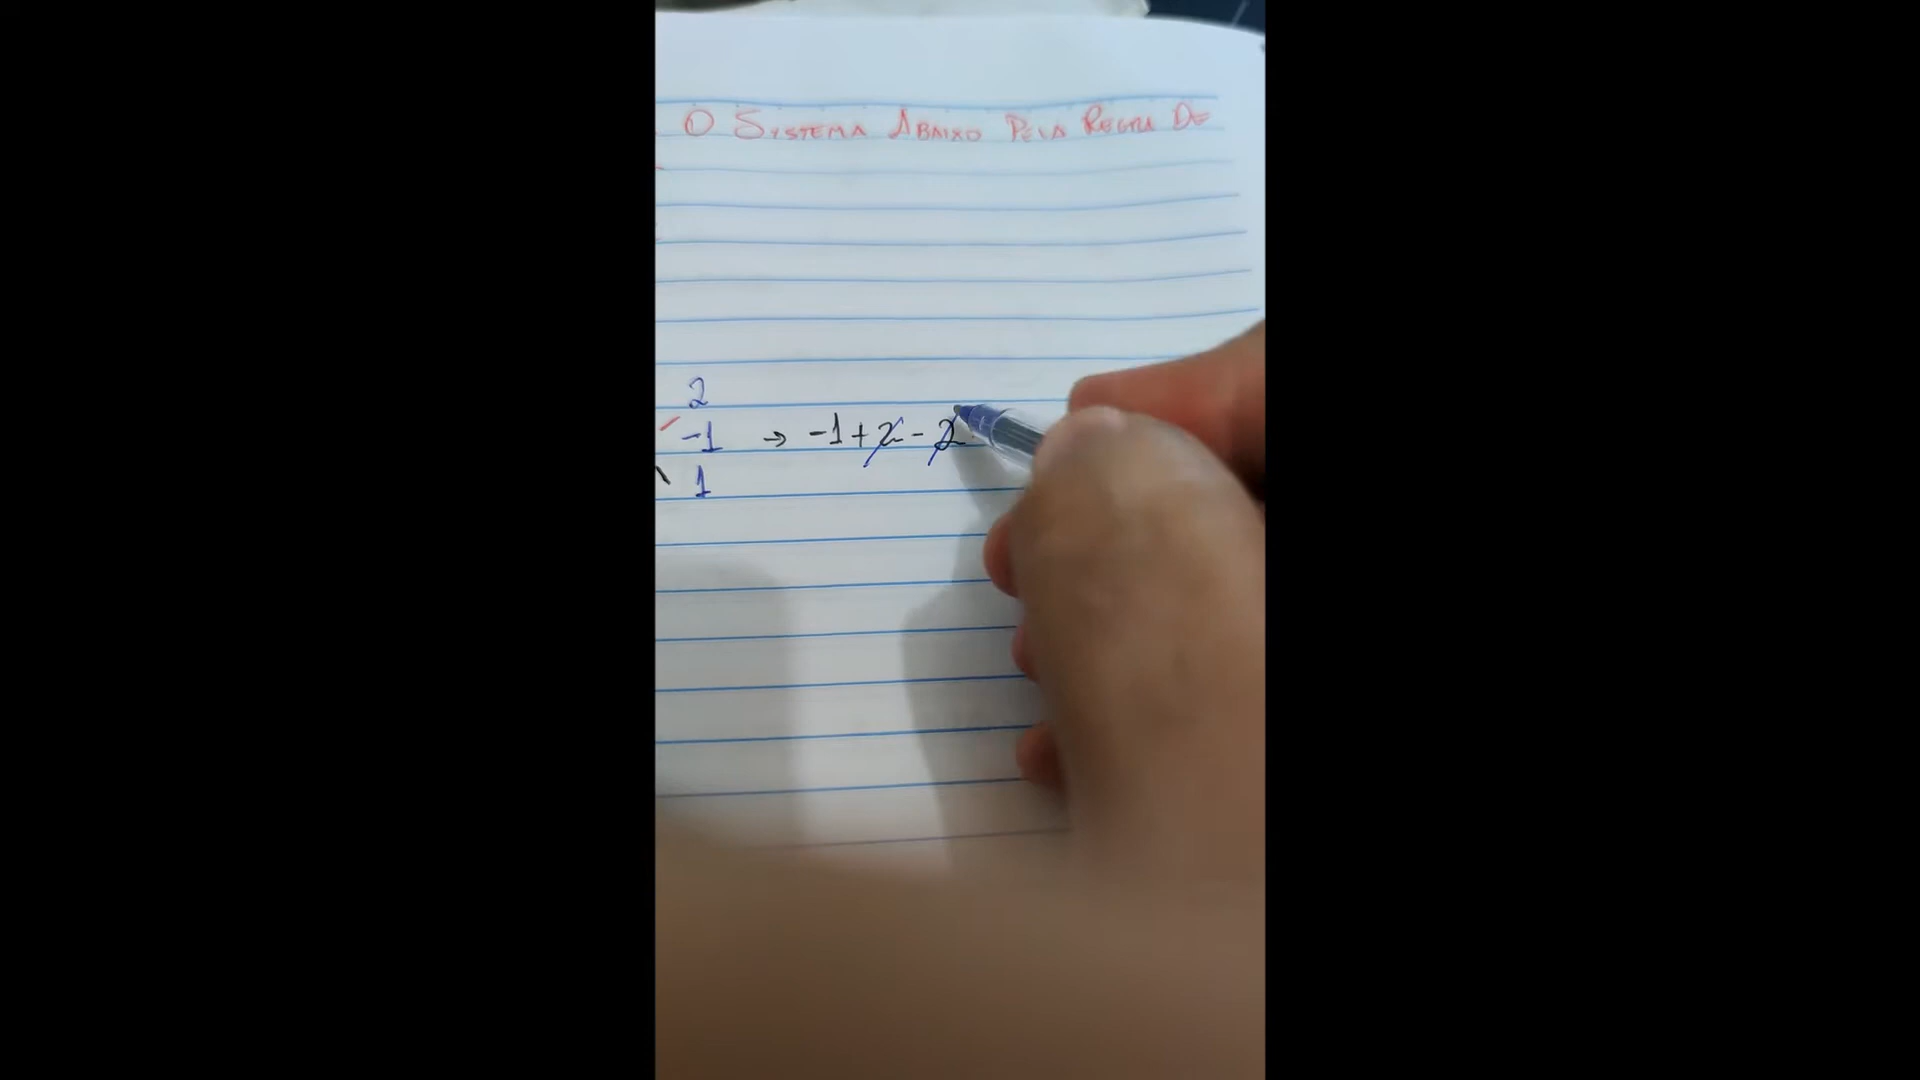 O SISTEMA ABAIXO PELA REGRA DE
2
-1 → -1+2-2
1